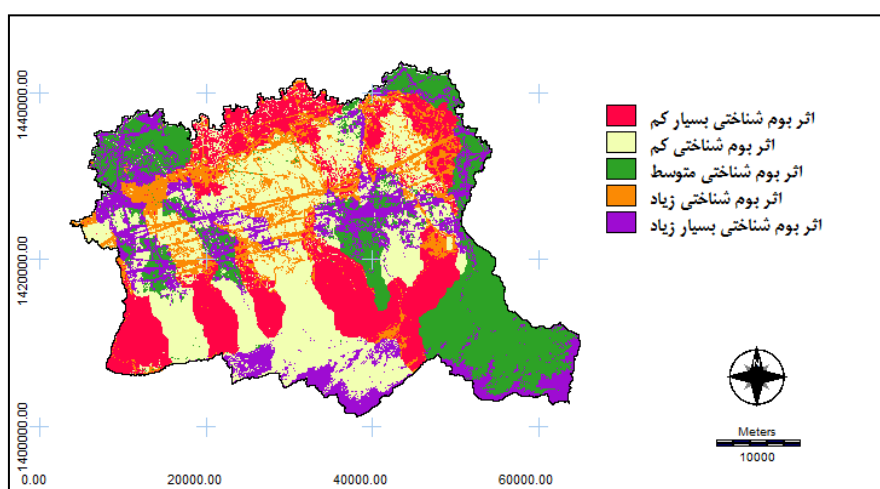 1440000.00
1420000.00
1400000.00
0.00 20000.00 40000.00 60000.00
اثر بوم شناختی بسیار کم
اثر بوم شناختی کم
اثر بوم شناختی متوسط
اثر بوم شناختی زیاد
اثر بوم شناختی بسیار زیاد
Meters
10000